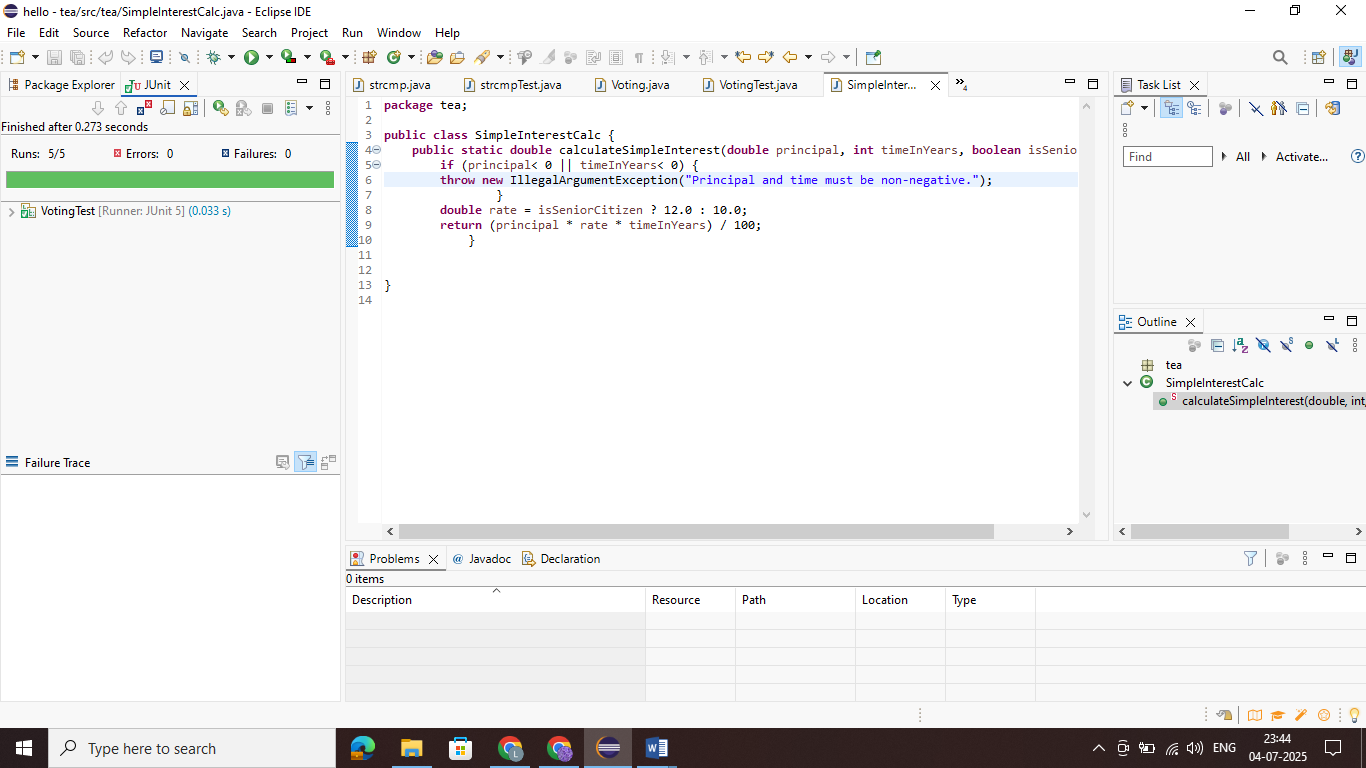 hello - tea/src/tea/SimpleInterestCalc.java - Eclipse IDE
File Edit Source Refactor Navigate Search Project Run Window Help
Package Explorer JUnit
Finished after 0.273 seconds
Runs: 5/5 Errors: 0 Failures: 0
VotingTest [Runner: JUnit 5] (0.033 s)
Failure Trace
strcmp.java strcmpTest.java Voting.java VotingTest.java SimpleInter... »4
1 package tea;
2
3 public class SimpleInterestCalc {
4 public static double calculateSimpleInterest(double principal, int timeInYears, boolean isSenio
5 if (principal< 0 || timeInYears< 0) {
6 throw new IllegalArgumentException("Principal and time must be non-negative.");
7 }
8 double rate = isSeniorCitizen ? 12.0 : 10.0;
9 return (principal * rate * timeInYears) / 100;
10 }
11
12
13 }
14
Task List
Find All Activate...
Outline
tea
SimpleInterestCalc
calculateSimpleInterest(double, int,
Problems Javadoc Declaration
0 items
Description Resource Path Location Type
Type here to search
ENG
23:44
04-07-2025